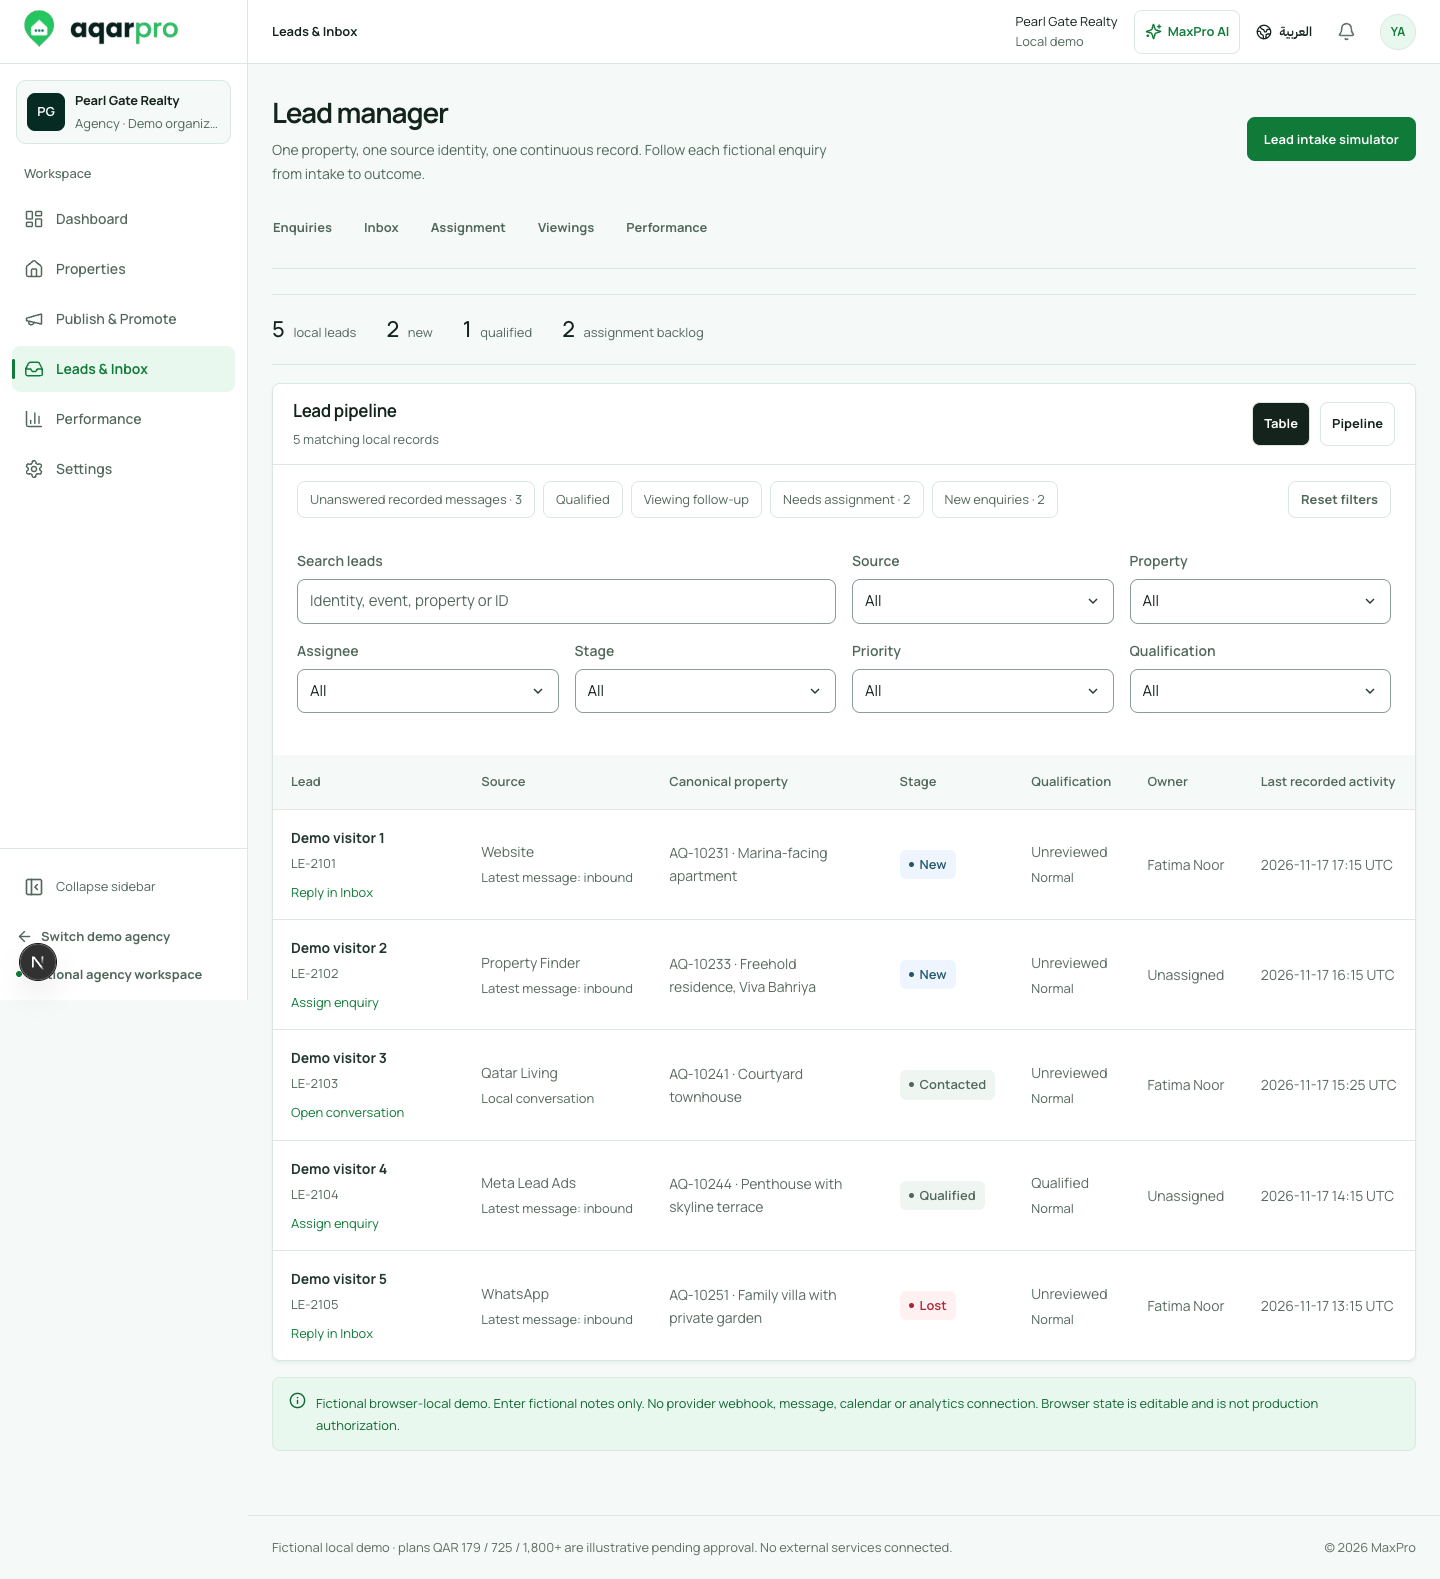 aqarpro
Leads & Inbox
Pearl Gate Realty
Local demo
MaxPro AI
العربية
YA
PG
Pearl Gate Realty
Agency · Demo organiz...
Workspace
Dashboard
Properties
Publish & Promote
Leads & Inbox
Performance
Settings
Collapse sidebar
Switch demo agency
N
tional agency workspace
Lead manager
One property, one source identity, one continuous record. Follow each fictional enquiry
from intake to outcome.
Lead intake simulator
Enquiries Inbox Assignment Viewings Performance
5 local leads 2 new 1 qualified 2 assignment backlog
Lead pipeline
5 matching local records
Table Pipeline
Unanswered recorded messages · 3 Qualified Viewing follow-up Needs assignment · 2 New enquiries · 2 Reset filters
Search leads Source Property
Identity, event, property or ID All All
Assignee Stage Priority Qualification
All All All All
Lead Source Canonical property Stage Qualification Owner Last recorded activity
Demo visitor 1
LE-2101
Reply in Inbox
Website
Latest message: inbound
AQ-10231 · Marina-facing
apartment
New
Unreviewed
Normal
Fatima Noor
2026-11-17 17:15 UTC
Demo visitor 2
LE-2102
Assign enquiry
Property Finder
Latest message: inbound
AQ-10233 · Freehold
residence, Viva Bahriya
New
Unreviewed
Normal
Unassigned
2026-11-17 16:15 UTC
Demo visitor 3
LE-2103
Open conversation
Qatar Living
Local conversation
AQ-10241 · Courtyard
townhouse
Contacted
Unreviewed
Normal
Fatima Noor
2026-11-17 15:25 UTC
Demo visitor 4
LE-2104
Assign enquiry
Meta Lead Ads
Latest message: inbound
AQ-10244 · Penthouse with
skyline terrace
Qualified
Qualified
Normal
Unassigned
2026-11-17 14:15 UTC
Demo visitor 5
LE-2105
Reply in Inbox
WhatsApp
Latest message: inbound
AQ-10251 · Family villa with
private garden
Lost
Unreviewed
Normal
Fatima Noor
2026-11-17 13:15 UTC
Fictional browser-local demo. Enter fictional notes only. No provider webhook, message, calendar or analytics connection. Browser state is editable and is not production
authorization.
Fictional local demo · plans QAR 179 / 725 / 1,800+ are illustrative pending approval. No external services connected.
© 2026 MaxPro